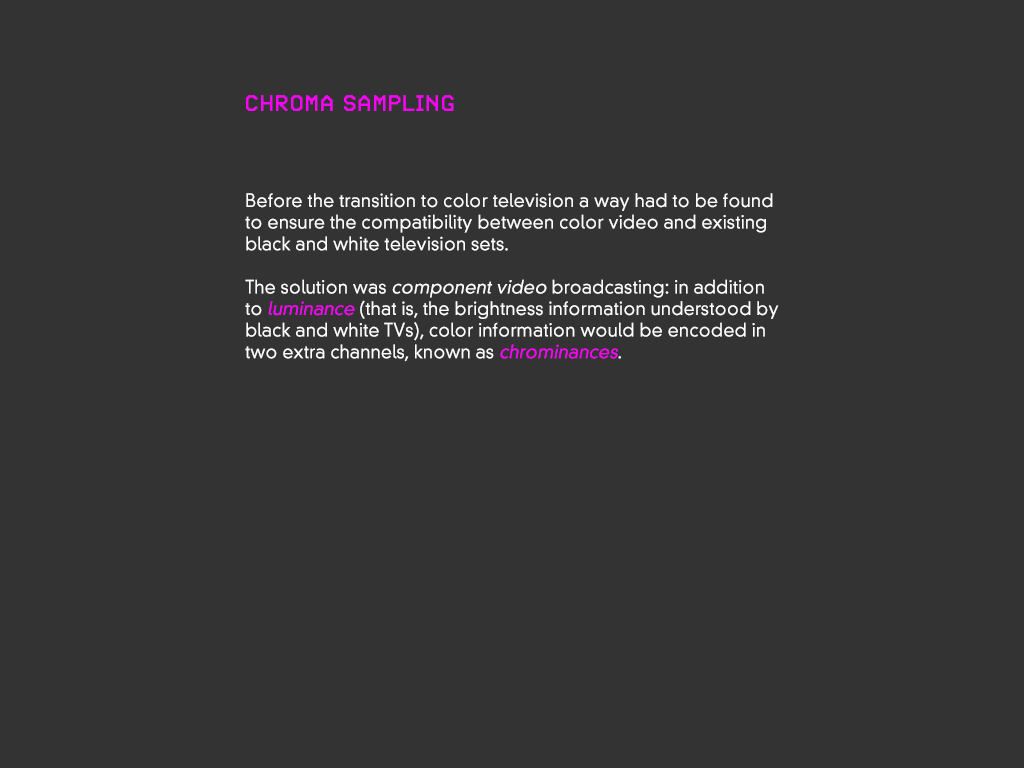 CHROMA SAMPLING
Before the transition to color television a way had to be found
to ensure the compatibility between color video and existing
black and white television sets.
The solution was component video broadcasting: in addition
to luminance (that is, the brightness information understood by
black and white TVs), color information would be encoded in
two extra channels, known as chrominances.